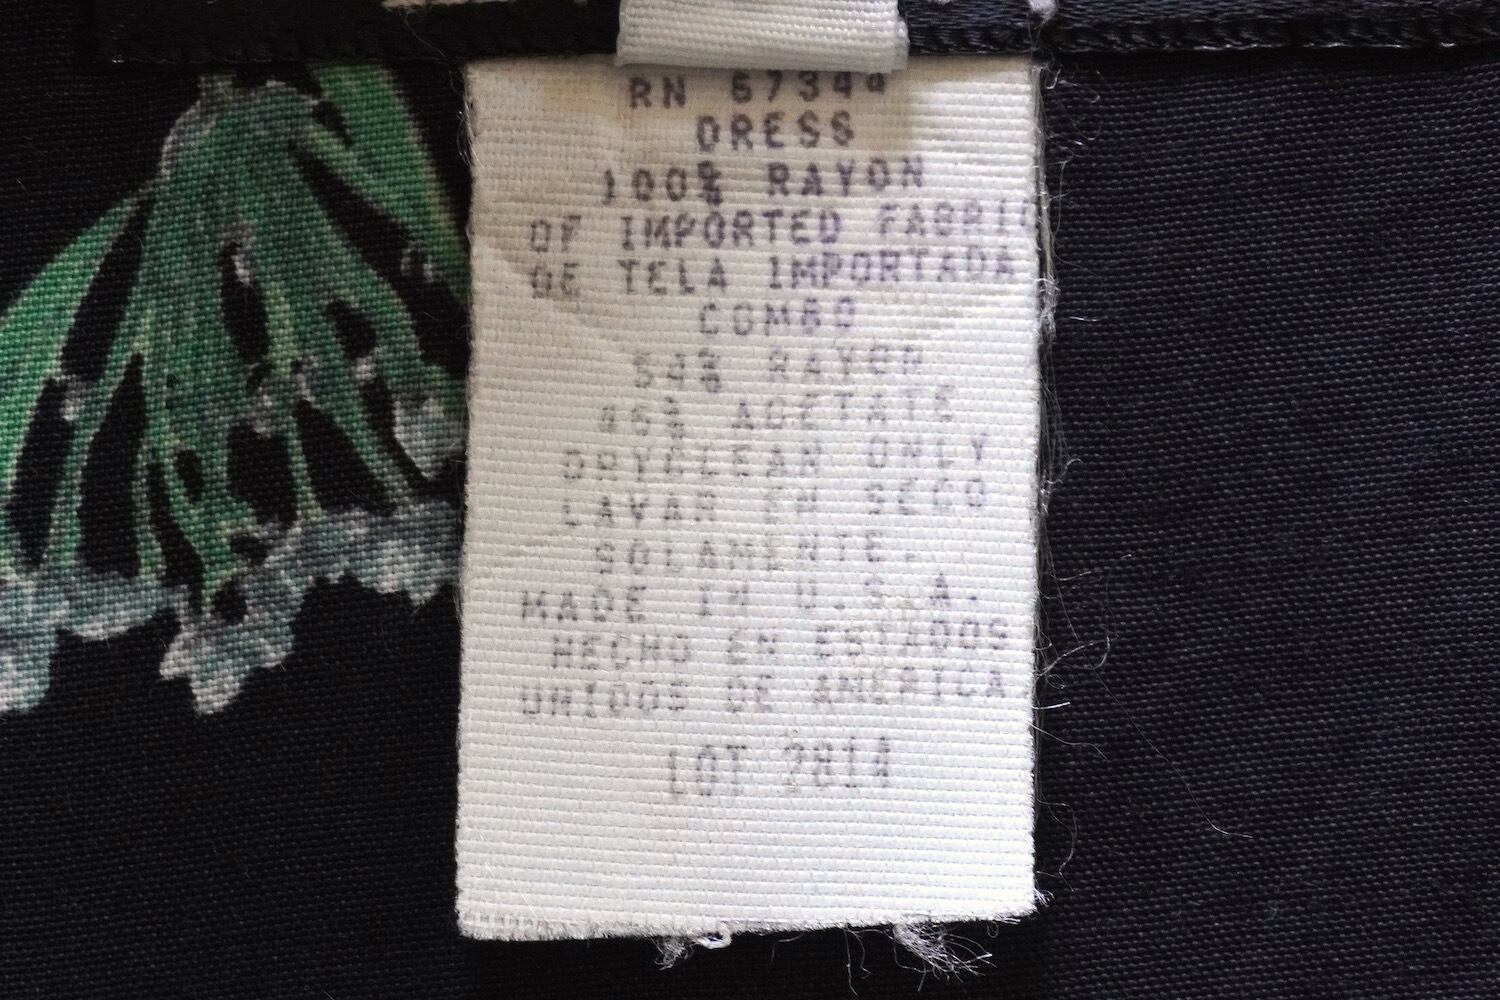 RN 67344
DRESS
100% RAYON
OF IMPORTED FABRIC
DE TELA IMPORTADA
COMBO
54% RAYON
46% ACETATE
DRYCLEAN ONLY
LAVAR EN SECO
SOLAMENTE.
MADE IN U.S.A.
HECHO EN ESTADOS
UNIDOS DE AMERICA
LOT 2814